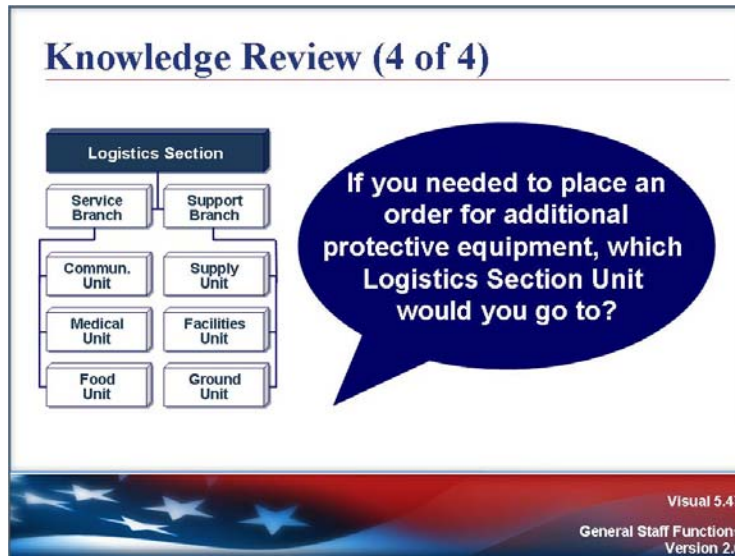 Knowledge Review (4 of 4)
Logistics Section
Service
Branch
Support
Branch
Commun.
Unit
Supply
Unit
Medical
Unit
Facilities
Unit
Food
Unit
Ground
Unit
If you needed to place an
order for additional
protective equipment, which
Logistics Section Unit
would you go to?
Visual 5.4
General Staff Function
Version 2.